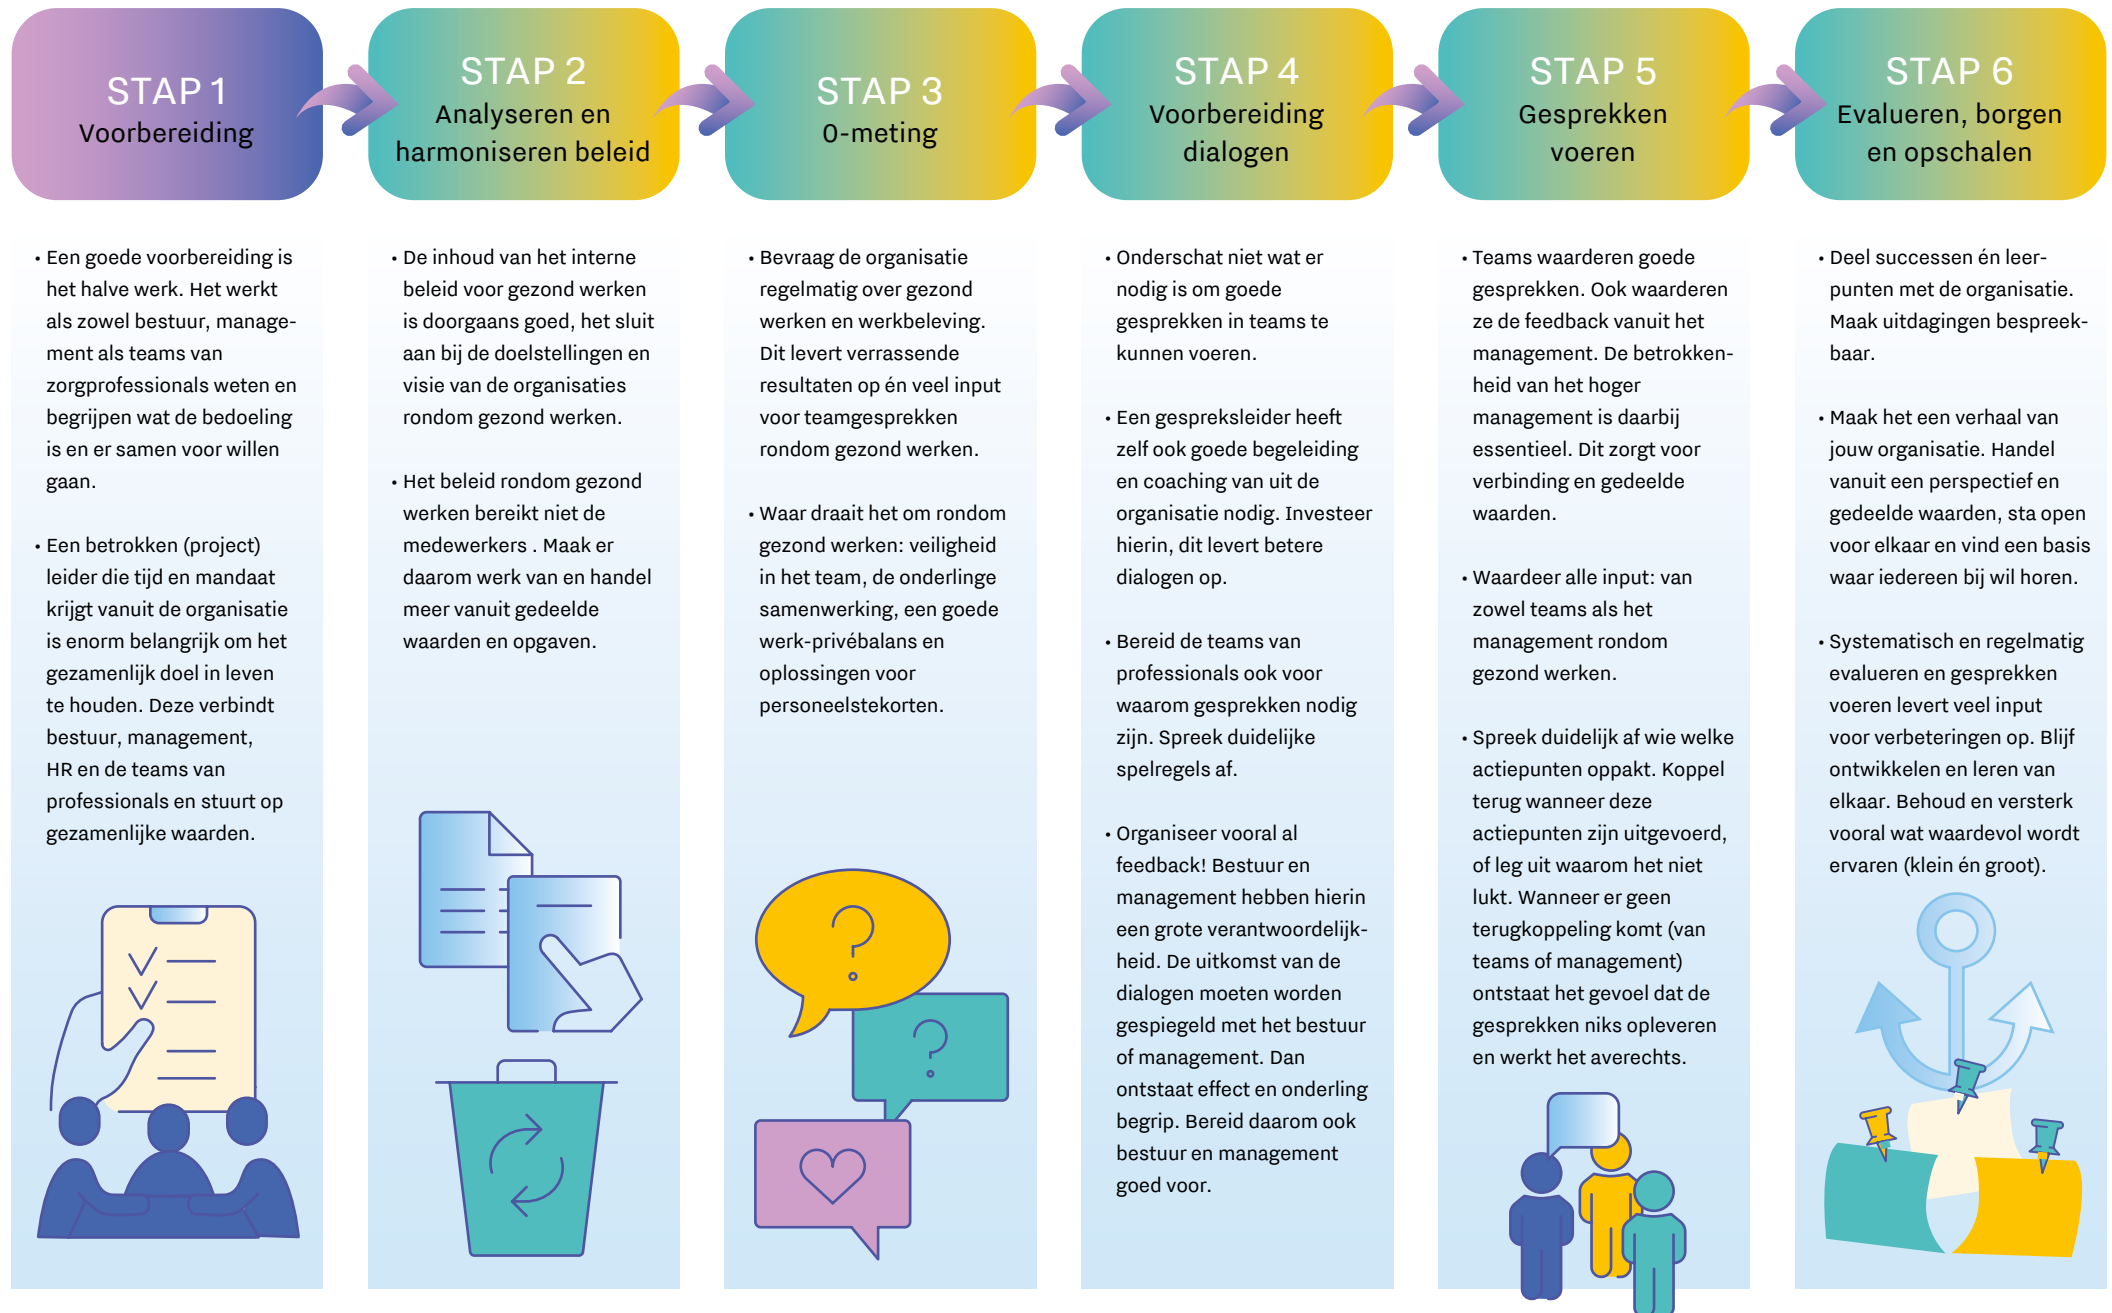 STAP 1
Voorbereiding
• Een goede voorbereiding is
het halve werk. Het werkt
als zowel bestuur, manage-
ment als teams van
zorgprofessionals weten en
begrijpen wat de bedoeling
is en er samen voor willen
gaan.
• Een betrokken (project)
leider die tijd en mandaat
krijgt vanuit de organisatie
is enorm belangrijk om het
gezamenlijk doel in leven
te houden. Deze verbindt
bestuur, management,
HR en de teams van
professionals en stuurt op
gezamenlijke waarden.
STAP 2
Analyseren en
harmoniseren beleid
• De inhoud van het interne
beleid voor gezond werken
is doorgaans goed, het sluit
aan bij de doelstellingen en
visie van de organisaties
rondom gezond werken.
• Het beleid rondom gezond
werken bereikt niet de
medewerkers . Maak er
daarom werk van en handel
meer vanuit gedeelde
waarden en opgaven.
STAP 3
0-meting
• Bevraag de organisatie
regelmatig over gezond
werken en werkbeleving.
Dit levert verrassende
resultaten op én veel input
voor teamgesprekken
rondom gezond werken.
• Waar draait het om rondom
gezond werken: veiligheid
in het team, de onderlinge
samenwerking, een goede
werk-privébalans en
oplossingen voor
personeelstekorten.
STAP 4
Voorbereiding
dialogen
• Onderschat niet wat er
nodig is om goede
gesprekken in teams te
kunnen voeren.
• Een gespreksleider heeft
zelf ook goede begeleiding
en coaching van uit de
organisatie nodig. Investeer
hierin, dit levert betere
dialogen op.
• Bereid de teams van
professionals ook voor
waarom gesprekken nodig
zijn. Spreek duidelijke
spelregels af.
• Organiseer vooral al
feedback! Bestuur en
management hebben hierin
een grote verantwoordelijk-
heid. De uitkomst van de
dialogen moeten worden
gespiegeld met het bestuur
of management. Dan
ontstaat effect en onderling
begrip. Bereid daarom ook
bestuur en management
goed voor.
STAP 5
Gesprekken
voeren
• Teams waarderen goede
gesprekken. Ook waarderen
ze de feedback vanuit het
management. De betrokken-
heid van het hoger
management is daarbij
essentieel. Dit zorgt voor
verbinding en gedeelde
waarden.
• Waardeer alle input: van
zowel teams als het
management rondom
gezond werken.
• Spreek duidelijk af wie welke
actiepunten oppakt. Koppel
terug wanneer deze
actiepunten zijn uitgevoerd,
of leg uit waarom het niet
lukt. Wanneer er geen
terugkoppeling komt (van
teams of management)
ontstaat het gevoel dat de
gesprekken niks opleveren
en werkt het averechts.
STAP 6
Evalueren, borgen
en opschalen
• Deel successen én leer-
punten met de organisatie.
Maak uitdagingen bespreek-
baar.
• Maak het een verhaal van
jouw organisatie. Handel
vanuit een perspectief en
gedeelde waarden, sta open
voor elkaar en vind een basis
waar iedereen bij wil horen.
• Systematisch en regelmatig
evalueren en gesprekken
voeren levert veel input
voor verbeteringen op. Blijf
ontwikkelen en leren van
elkaar. Behoud en versterk
vooral wat waardevol wordt
ervaren (klein én groot).